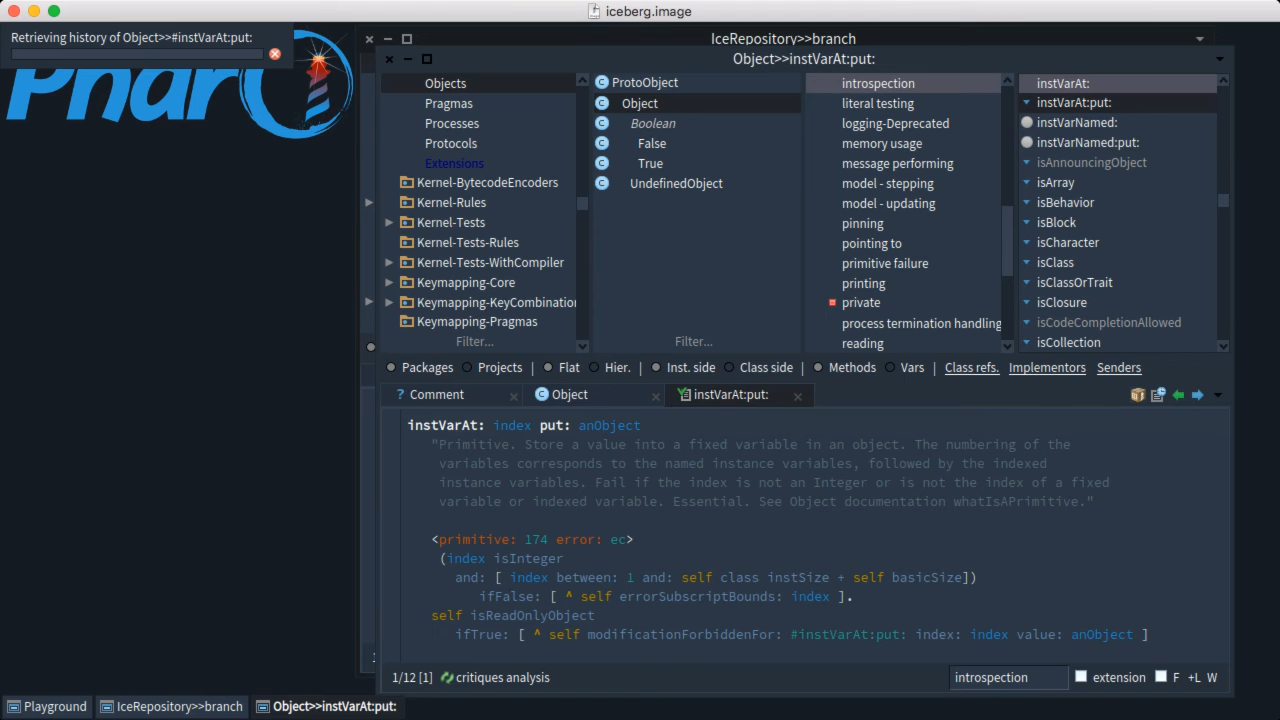 iceberg.image
Retrieving history of Object>>#instVarAt:put:
Pharo
IceRepository>>branch
Object>>instVarAt:put:
Objects
Pragmas
Processes
Protocols
Extensions
Kernel-BytecodeEncoders
Kernel-Rules
Kernel-Tests
Kernel-Tests-Rules
Kernel-Tests-WithCompiler
Keymapping-Core
Keymapping-KeyCombination
Keymapping-Pragmas
Filter...
ProtoObject
Object
Boolean
False
True
UndefinedObject
Filter...
introspection
literal testing
logging-Deprecated
memory usage
message performing
model - stepping
model - updating
pinning
pointing to
primitive failure
printing
private
process termination handling
reading
instVarAt:
instVarAt:put:
instVarNamed:
instVarNamed:put:
isAnnouncingObject
isArray
isBehavior
isBlock
isCharacter
isClass
isClassOrTrait
isClosure
isCodeCompletionAllowed
isCollection
Packages Projects Flat Hier. Inst. side Class side Methods Vars Class refs. Implementors Senders
? Comment Object instVarAt:put:
instVarAt: index put: anObject
"Primitive. Store a value into a fixed variable in an object. The numbering of the
variables corresponds to the named instance variables, followed by the indexed
instance variables. Fail if the index is not an Integer or is not the index of a fixed
variable or indexed variable. Essential. See Object documentation whatIsAPrimitive."
<primitive: 174 error: ec>
(index isInteger
and: [ index between: 1 and: self class instSize + self basicSize])
ifFalse: [ ^ self errorSubscriptBounds: index ].
self isReadOnlyObject
ifTrue: [ ^ self modificationForbiddenFor: #instVarAt:put: index: index value: anObject ]
1/12 [1] critiques analysis introspection extension F +L W
Playground IceRepository>>branch Object>>instVarAt:put: